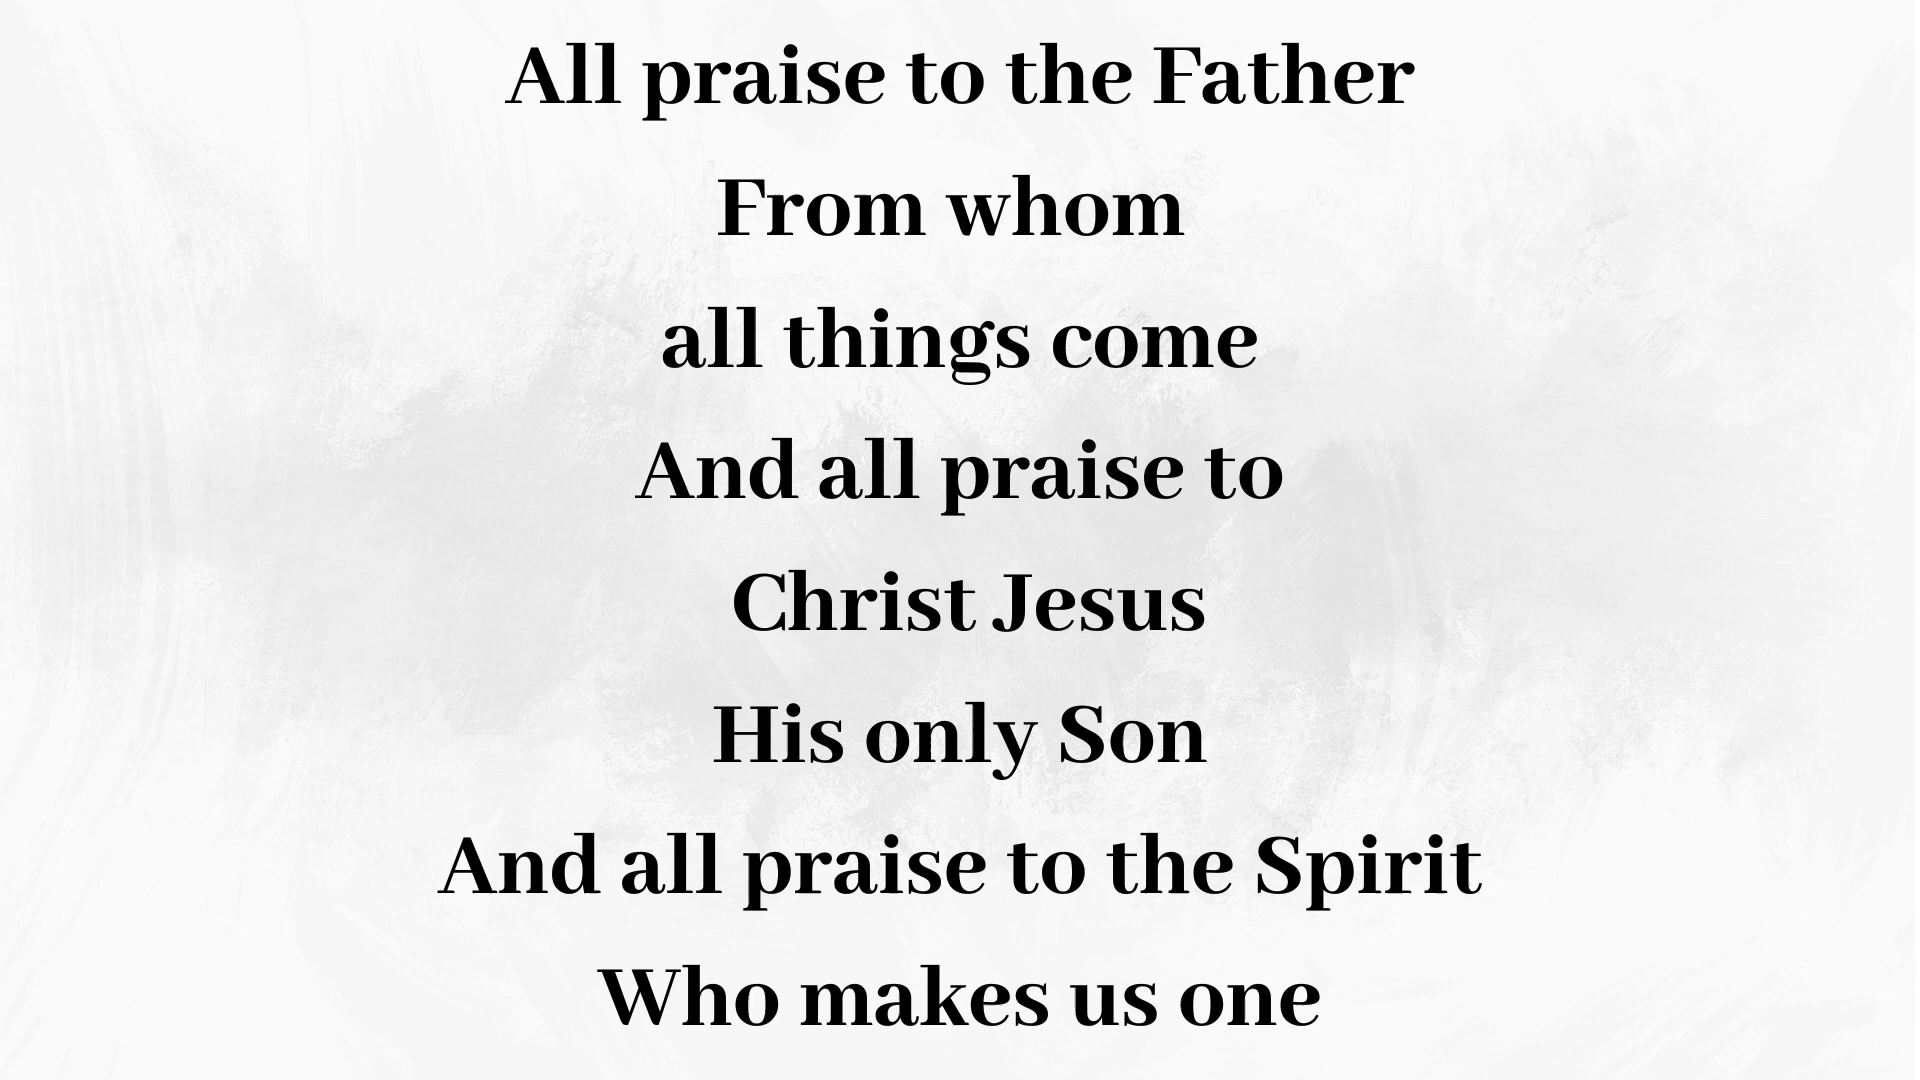 All praise to the Father
From whom
all things come
And all praise to
Christ Jesus
His only Son
And all praise to the Spirit
Who makes us one